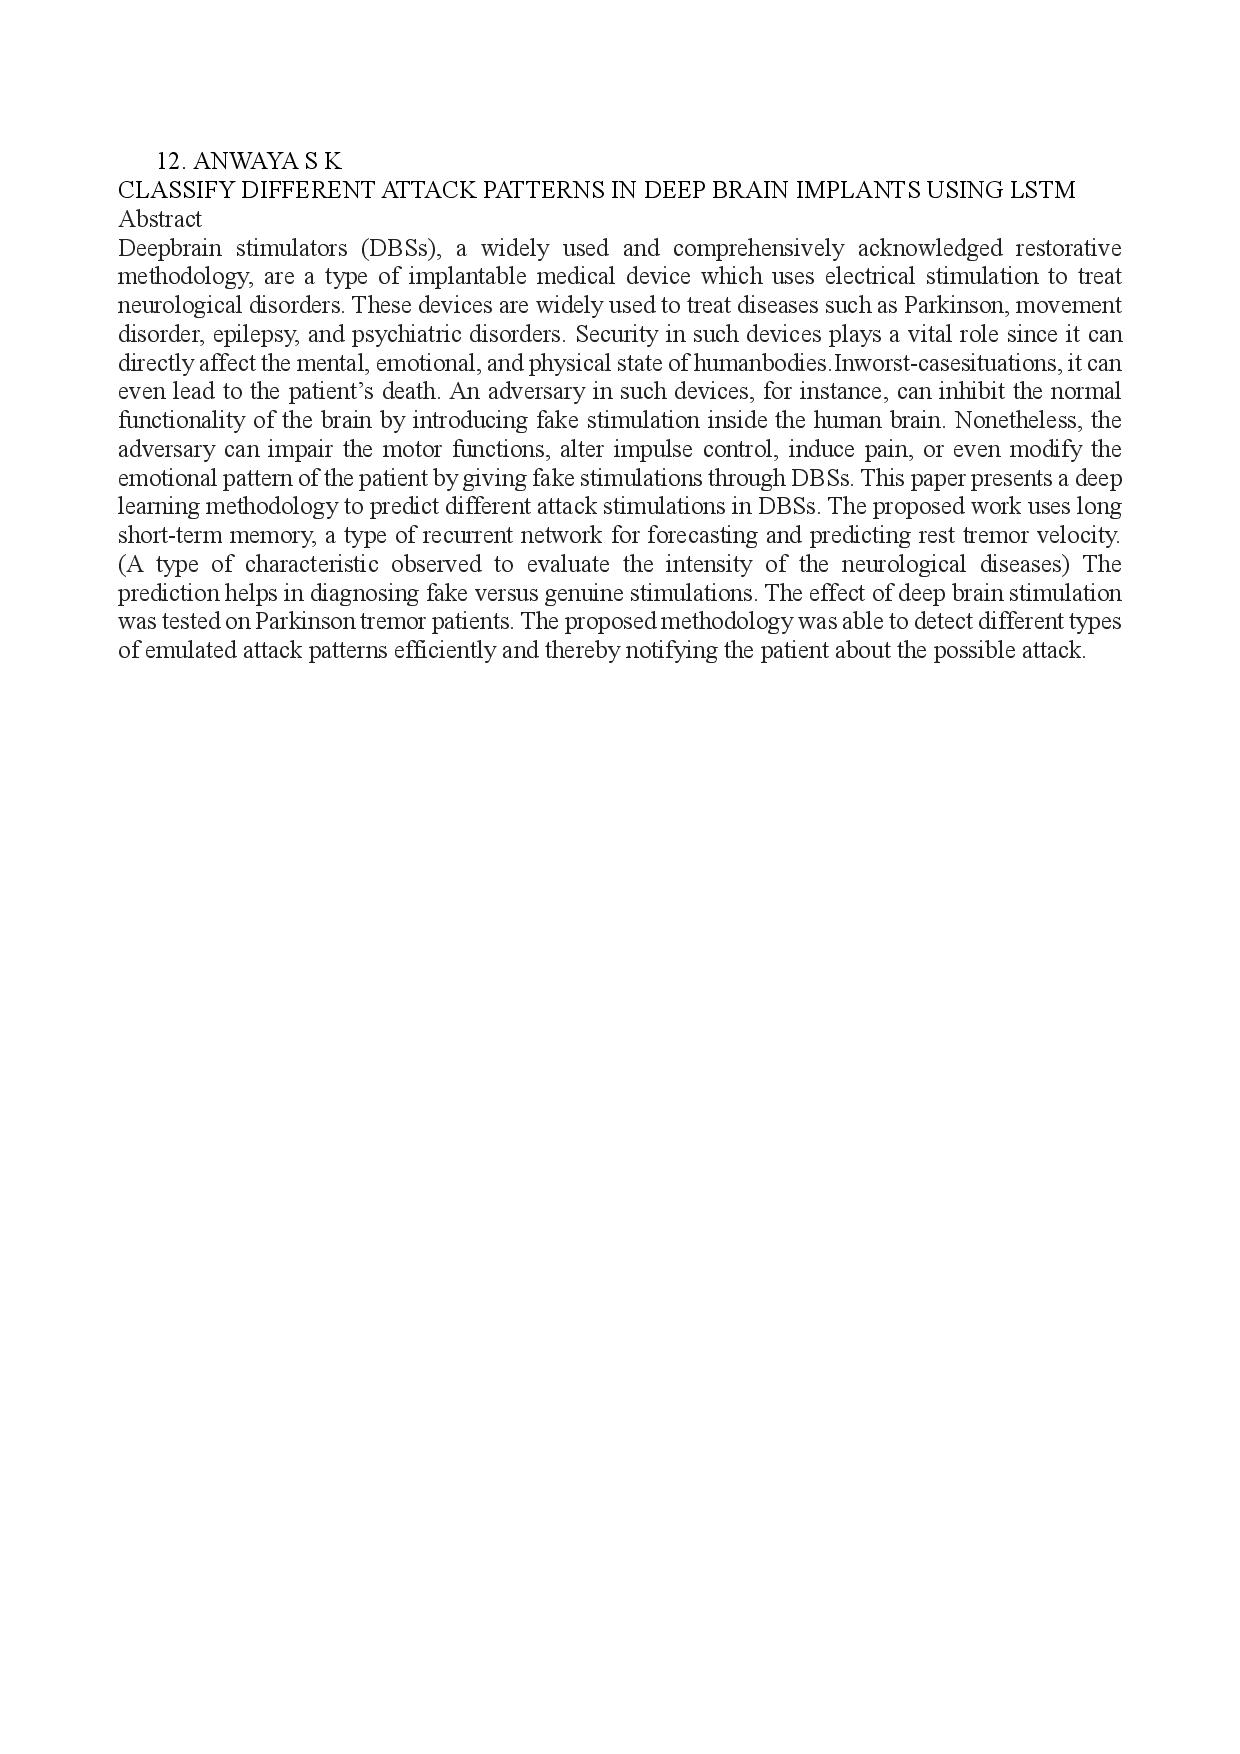 12. ANWAYA S K
CLASSIFY DIFFERENT ATTACK PATTERNS IN DEEP BRAIN IMPLANTS USING LSTM
Abstract
Deepbrain stimulators (DBSs), a widely used and comprehensively acknowledged restorative
methodology, are a type of implantable medical device which uses electrical stimulation to treat
neurological disorders. These devices are widely used to treat diseases such as Parkinson, movement
disorder, epilepsy, and psychiatric disorders. Security in such devices plays a vital role since it can
directly affect the mental, emotional, and physical state of humanbodies.Inworst-casesituations, it can
even lead to the patient’s death. An adversary in such devices, for instance, can inhibit the normal
functionality of the brain by introducing fake stimulation inside the human brain. Nonetheless, the
adversary can impair the motor functions, alter impulse control, induce pain, or even modify the
emotional pattern of the patient by giving fake stimulations through DBSs. This paper presents a deep
learning methodology to predict different attack stimulations in DBSs. The proposed work uses long
short-term memory, a type of recurrent network for forecasting and predicting rest tremor velocity.
(A type of characteristic observed to evaluate the intensity of the neurological diseases) The
prediction helps in diagnosing fake versus genuine stimulations. The effect of deep brain stimulation
was tested on Parkinson tremor patients. The proposed methodology was able to detect different types
of emulated attack patterns efficiently and thereby notifying the patient about the possible attack.